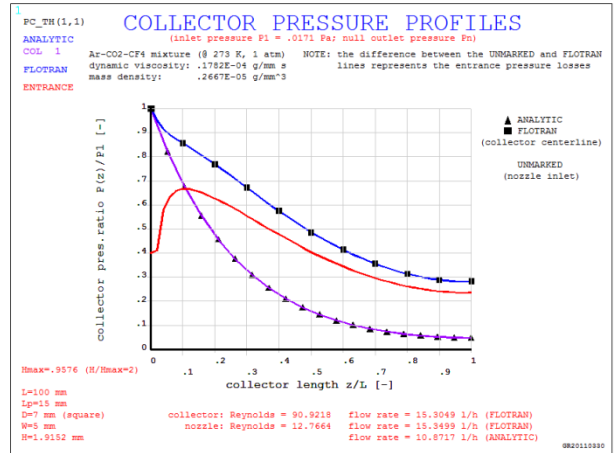 1
PC_TH(1,1)
COLLECTOR PRESSURE PROFILES
ANALYTIC
(inlet pressure P1 = .0171 Pa; null outlet pressure Pn)
COL 1
Ar-CO2-CF4 mixture (@ 273 K, 1 atm)
NOTE: the difference between the UNMARKED and FLOTRAN
dynamic viscosity: .1782E-04 g/mm s
lines represents the entrance pressure losses
FLOTRAN
mass density: .2667E-05 g/mm^3
ENTRANCE
1
.9
.8
.7
.6
.5
.4
.3
.2
.1
0
collector pres.ratio P(z)/P1 [-]
ANALYTIC
FLOTRAN
(collector centerline)
UNMARKED
(nozzle inlet)
0 .2 .4 .6 .8 1
.1 .3 .5 .7 .9
collector length z/L [-]
Hmax=.9576 (H/Hmax=2)
L=100 mm
Lp=15 mm
D=7 mm (square)
W=5 mm
H=1.9152 mm
collector: Reynolds = 90.9218 flow rate = 15.3049 l/h (FLOTRAN)
nozzle: Reynolds = 12.7664 flow rate = 15.3499 l/h (FLOTRAN)
flow rate = 10.8717 l/h (ANALYTIC)
GR20110330